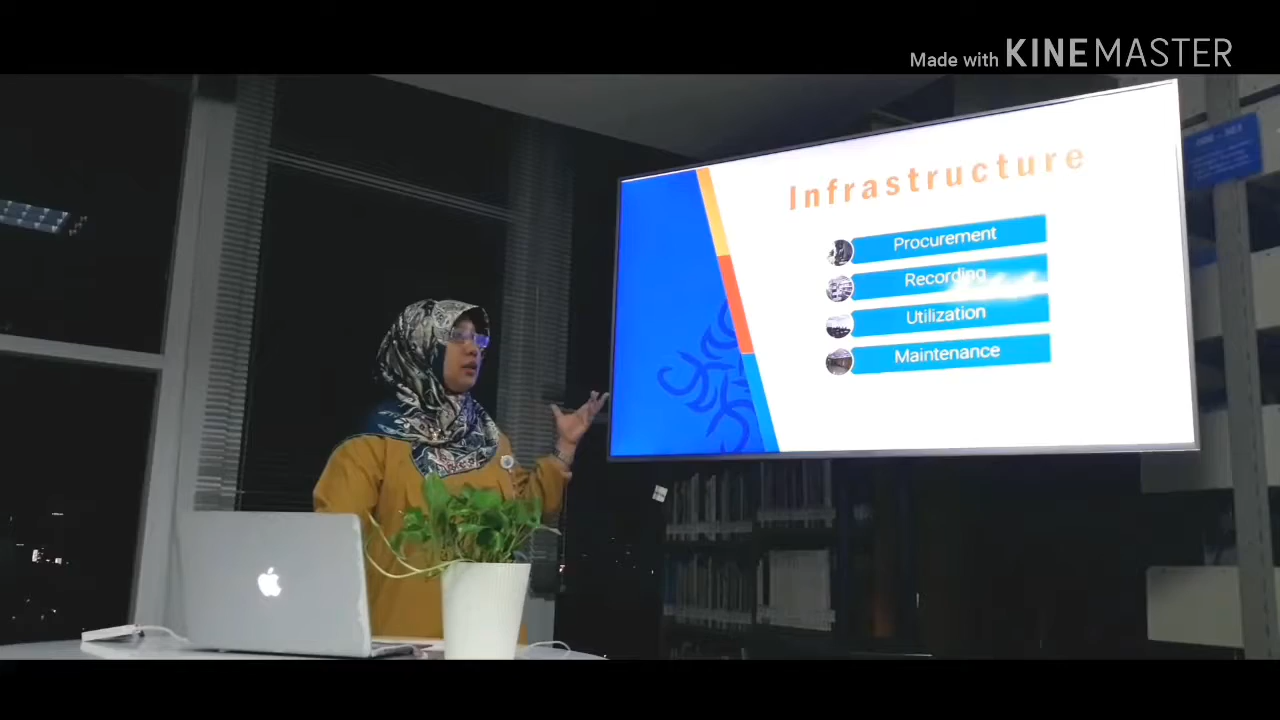 Made with KINEMASTER
Infrastructure
Procurement
Recording
Utilization
Maintenance